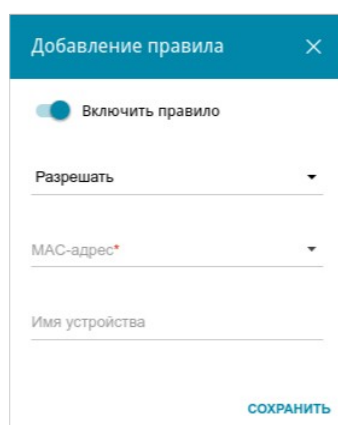 Добавление правила
Включить правило
Разрешать
MAC-адрес*
Имя устройства
СОХРАНИТЬ